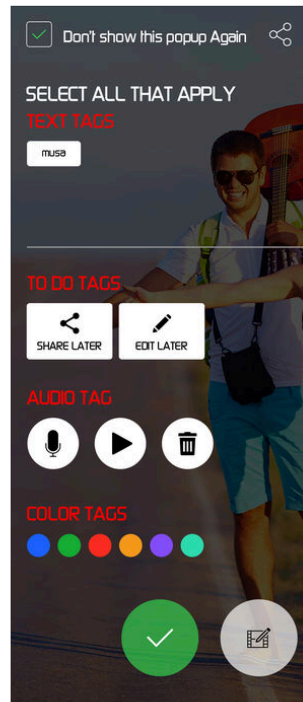 Don't show this popup Again
SELECT ALL THAT APPLY
TEXT TAGS
musa
TO DO TAGS
SHARE LATER
EDIT LATER
AUDIO TAG
COLOR TAGS